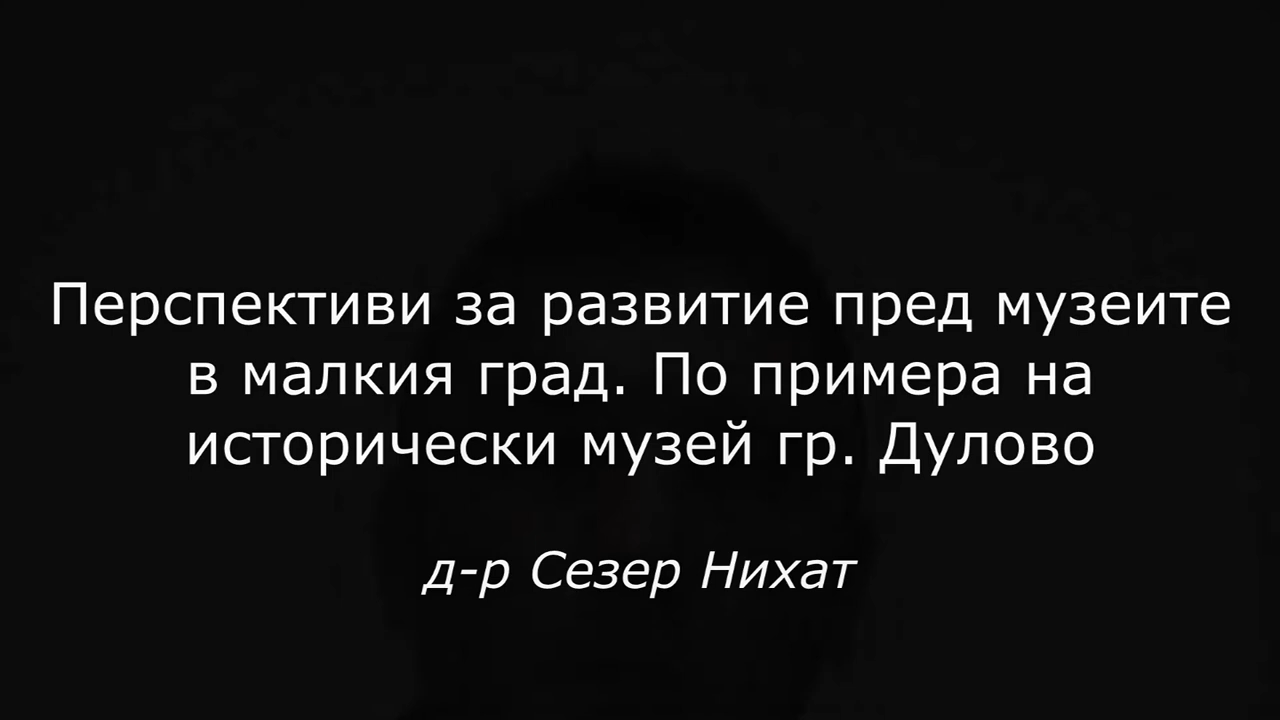 Перспективи за развитие пред музеите
в малкия град. По примера на
исторически музей гр. Дулово
д-р Сезер Нихат